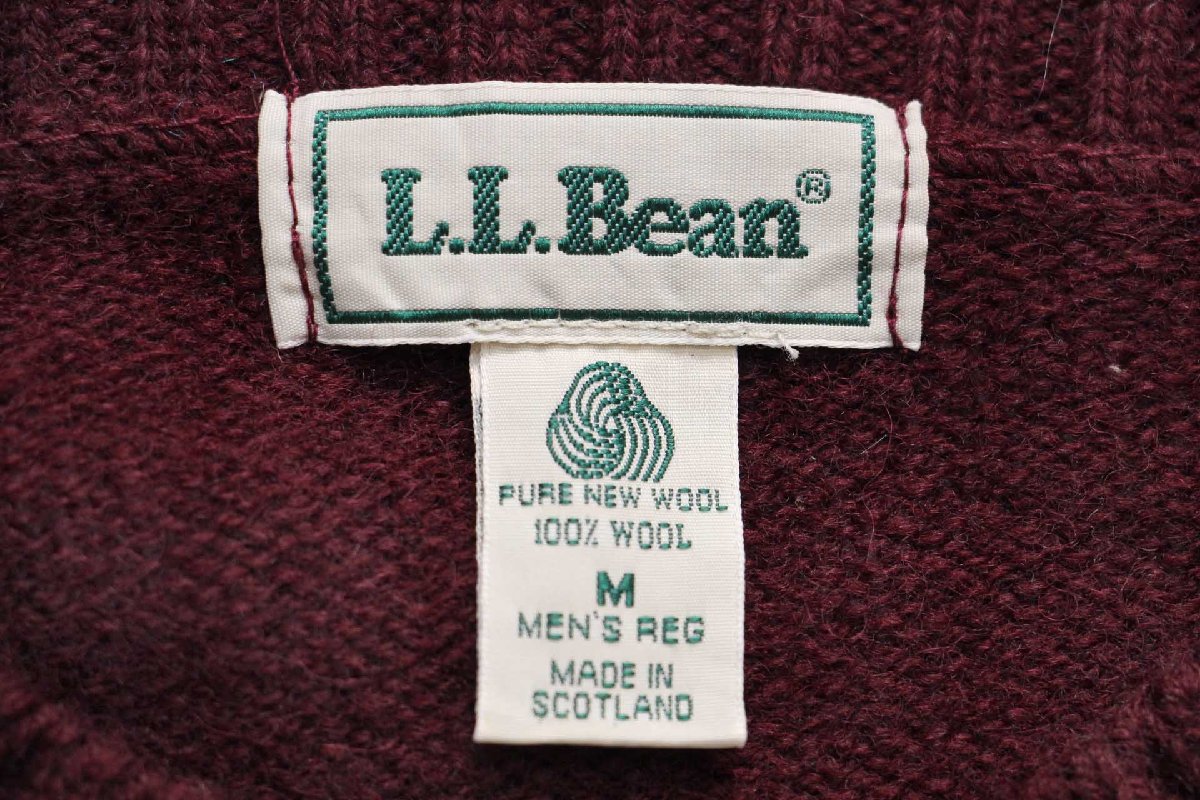 L.L.Bean®
PURE NEW WOOL
100% WOOL
M
MEN'S REG
MADE IN
SCOTLAND